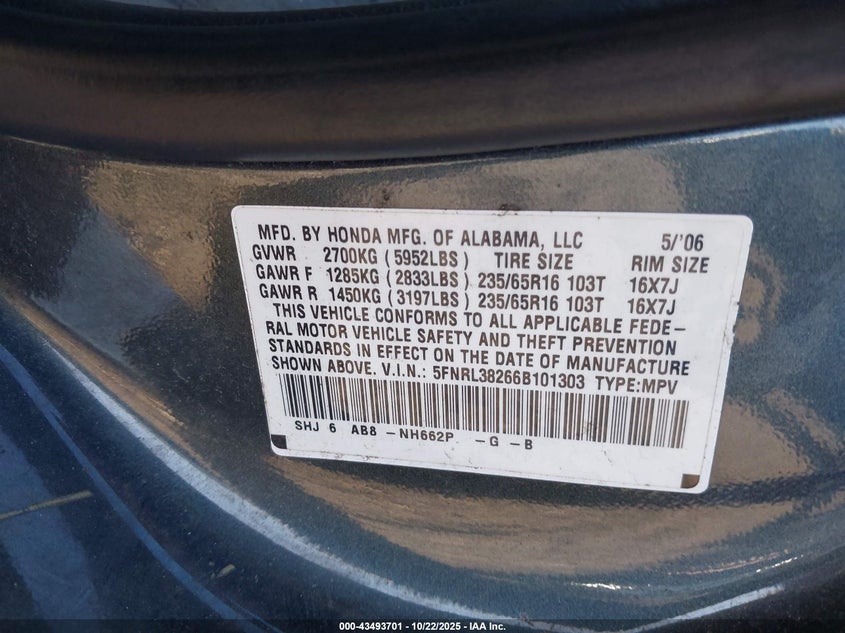 MFD. BY HONDA MFG. OF ALABAMA, LLC 5/'06
GVWR 2700KG (5952LBS) TIRE SIZE RIM SIZE
GAWR F 1285KG (2833LBS) 235/65R16 103T 16X7J
GAWR R 1450KG (3197LBS) 235/65R16 103T 16X7J
THIS VEHICLE CONFORMS TO ALL APPLICABLE FEDE-
RAL MOTOR VEHICLE SAFETY AND THEFT PREVENTION
STANDARDS IN EFFECT ON THE DATE OF MANUFACTURE
SHOWN ABOVE. V.I.N.: 5FNRL38266B101303 TYPE:MPV
SHJ 6 AB8 -NH662P -G -B
000-43493701 - 10/22/2025 - IAA Inc.